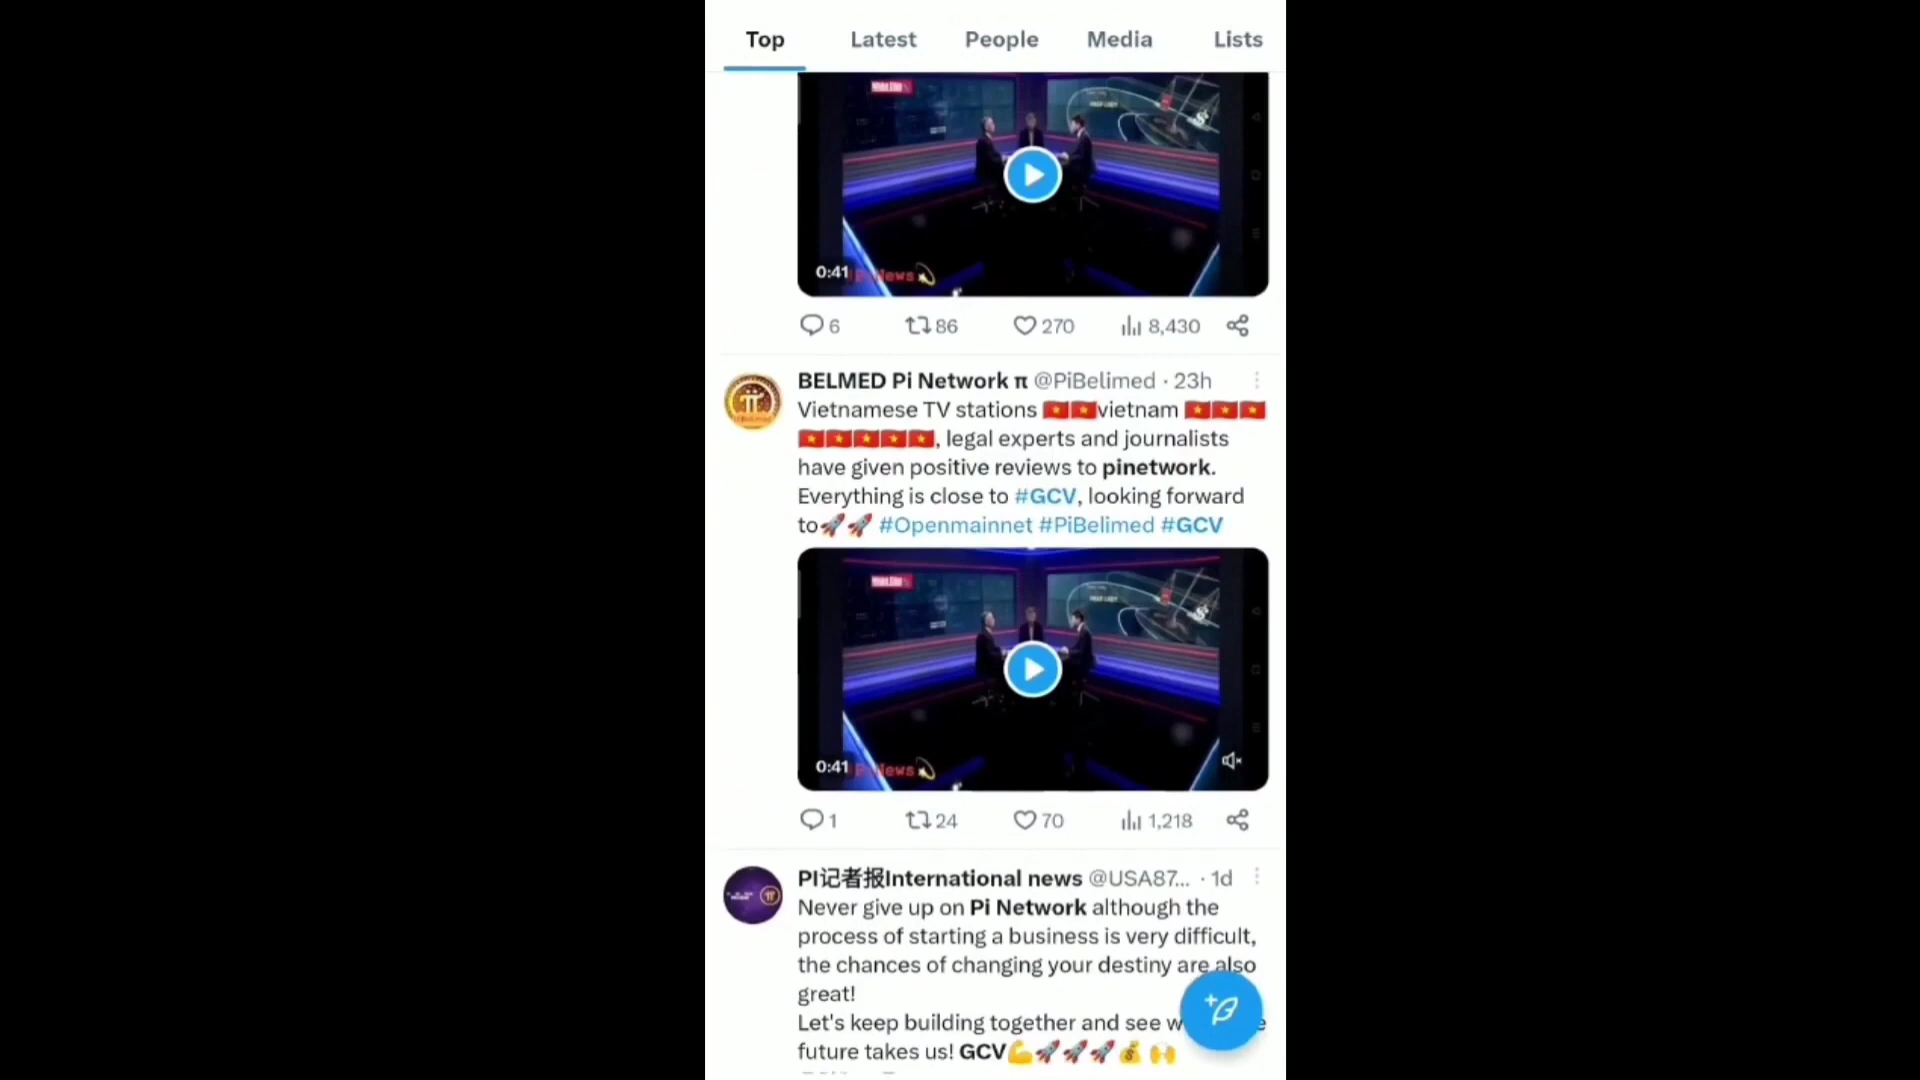 Top Latest People Media Lists
0:41
6 86 270 8,430
BELMED Pi Network π @PiBelimed · 23h
Vietnamese TV stations 🇻🇳🇻🇳vietnam 🇻🇳🇻🇳🇻🇳
🇻🇳🇻🇳🇻🇳🇻🇳🇻🇳, legal experts and journalists
have given positive reviews to pinetwork.
Everything is close to #GCV, looking forward
to🚀🚀 #Openmainnet #PiBelimed #GCV
0:41
1 24 70 1,218
PI记者报International news @USA87... · 1d
Never give up on Pi Network although the
process of starting a business is very difficult,
the chances of changing your destiny are also
great!
Let's keep building together and see
future takes us! GCV💪🚀🚀🚀💰🙌